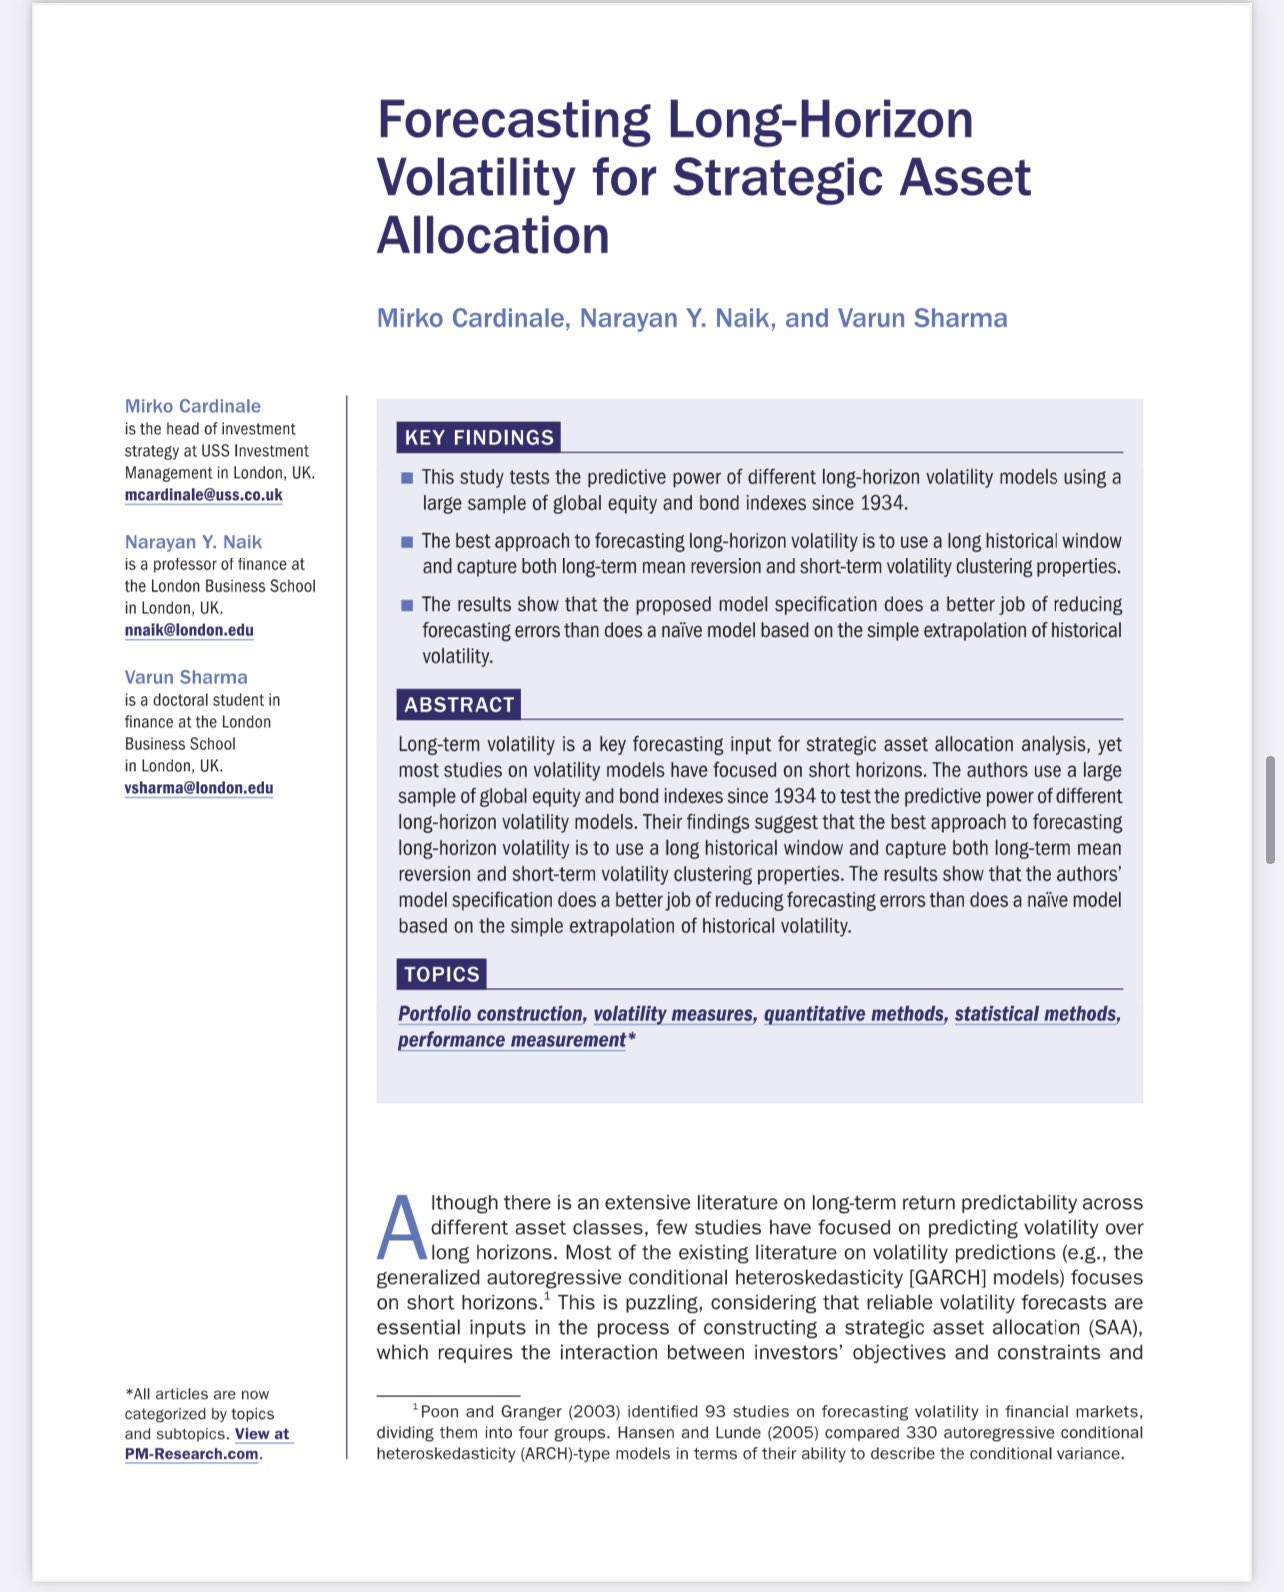 Forecasting Long-Horizon
Volatility for Strategic Asset
Allocation
Mirko Cardinale, Narayan Y. Naik, and Varun Sharma
Mirko Cardinale
is the head of investment
strategy at USS Investment
Management in London, UK.
mcardinale@uss.co.uk
Narayan Y. Naik
is a professor of finance at
the London Business School
in London, UK.
nnaik@london.edu
Varun Sharma
is a doctoral student in
finance at the London
Business School
in London, UK.
vsharma@london.edu
KEY FINDINGS
■ This study tests the predictive power of different long-horizon volatility models using a
large sample of global equity and bond indexes since 1934.
■ The best approach to forecasting long-horizon volatility is to use a long historical window
and capture both long-term mean reversion and short-term volatility clustering properties.
■ The results show that the proposed model specification does a better job of reducing
forecasting errors than does a naïve model based on the simple extrapolation of historical
volatility.
ABSTRACT
Long-term volatility is a key forecasting input for strategic asset allocation analysis, yet
most studies on volatility models have focused on short horizons. The authors use a large
sample of global equity and bond indexes since 1934 to test the predictive power of different
long-horizon volatility models. Their findings suggest that the best approach to forecasting
long-horizon volatility is to use a long historical window and capture both long-term mean
reversion and short-term volatility clustering properties. The results show that the authors’
model specification does a better job of reducing forecasting errors than does a naïve model
based on the simple extrapolation of historical volatility.
TOPICS
Portfolio construction, volatility measures, quantitative methods, statistical methods,
performance measurement*
Although there is an extensive literature on long-term return predictability across
different asset classes, few studies have focused on predicting volatility over
long horizons. Most of the existing literature on volatility predictions (e.g., the
generalized autoregressive conditional heteroskedasticity [GARCH] models) focuses
on short horizons.¹ This is puzzling, considering that reliable volatility forecasts are
essential inputs in the process of constructing a strategic asset allocation (SAA),
which requires the interaction between investors’ objectives and constraints and
*All articles are now
categorized by topics
and subtopics. View at
PM-Research.com.
¹Poon and Granger (2003) identified 93 studies on forecasting volatility in financial markets,
dividing them into four groups. Hansen and Lunde (2005) compared 330 autoregressive conditional
heteroskedasticity (ARCH)-type models in terms of their ability to describe the conditional variance.